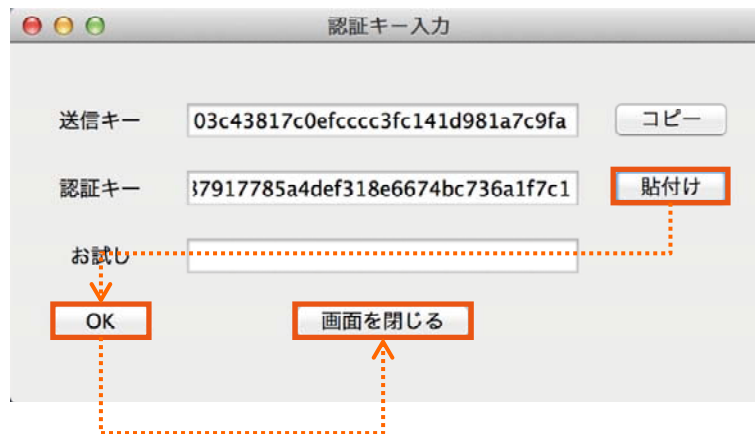 認証キー入力
送信キー 03c43817c0efcccc3fc141d981a7c9fa コピー
認証キー 37917785a4def318e6674bc736a1f7c1 貼付け
お試し
OK 画面を閉じる